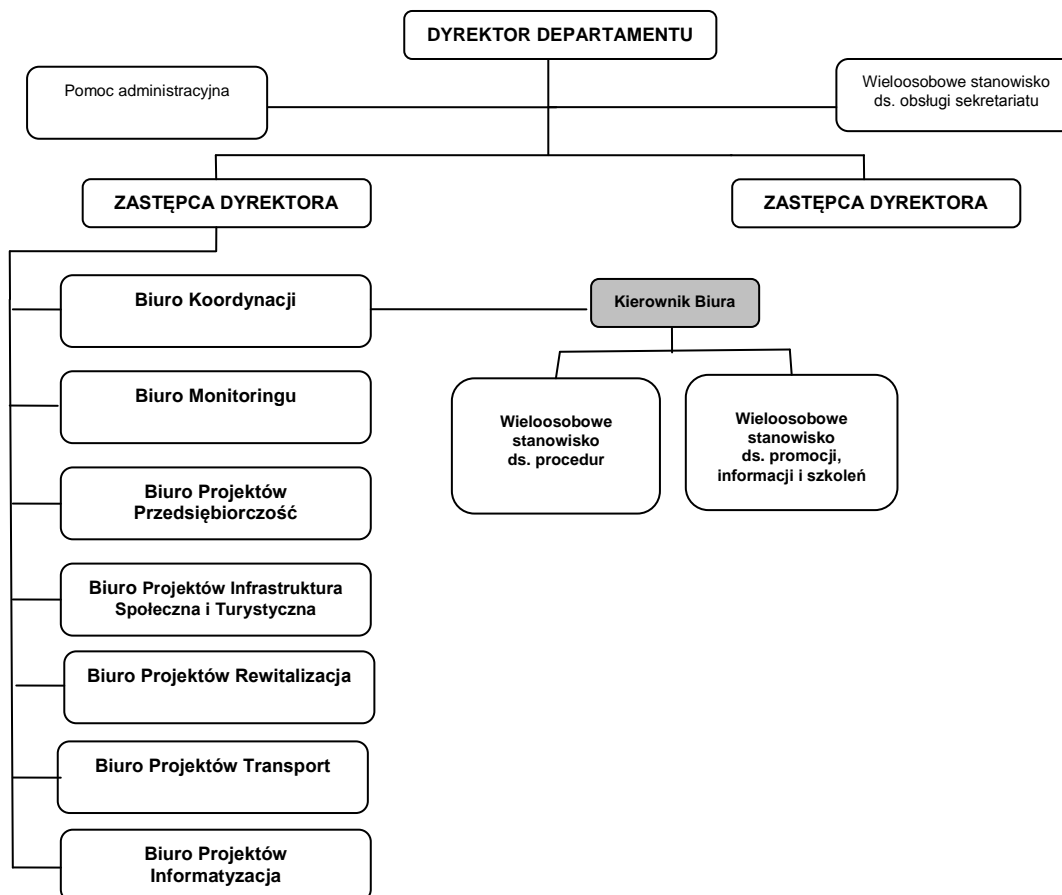 DYREKTOR DEPARTAMENTU
Pomoc administracyjna
Wieloosobowe stanowisko
ds. obsługi sekretariatu
ZASTĘPCA DYREKTORA
ZASTĘPCA DYREKTORA
Biuro Koordynacji
Kierownik Biura
Biuro Monitoringu
Wieloosobowe
stanowisko
ds. procedur
Wieloosobowe
stanowisko
ds. promocji,
informacji i szkoleń
Biuro Projektów
Przedsiębiorczość
Biuro Projektów Infrastruktura
Społeczna i Turystyczna
Biuro Projektów Rewitalizacja
Biuro Projektów Transport
Biuro Projektów
Informatyzacja